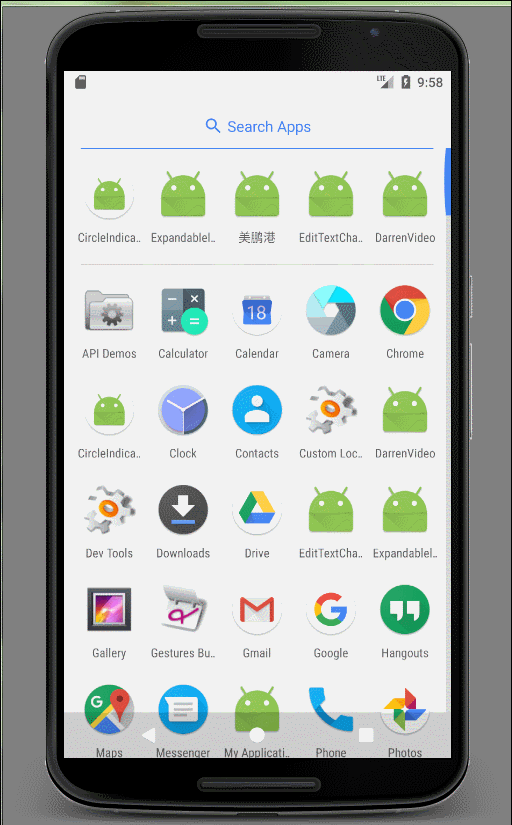 LTE 9:58
Search Apps
CircleIndica.. Expandablel.. 美鹏港 EditTextCha.. DarrenVideo
18
API Demos Calculator Calendar Camera Chrome
CircleIndica.. Clock Contacts Custom Loc.. DarrenVideo
Dev Tools Downloads Drive EditTextCha.. Expandablel..
G
Gallery Gestures Bu.. Gmail Google Hangouts
G
Maps Messenger My Applicati.. Phone Photos